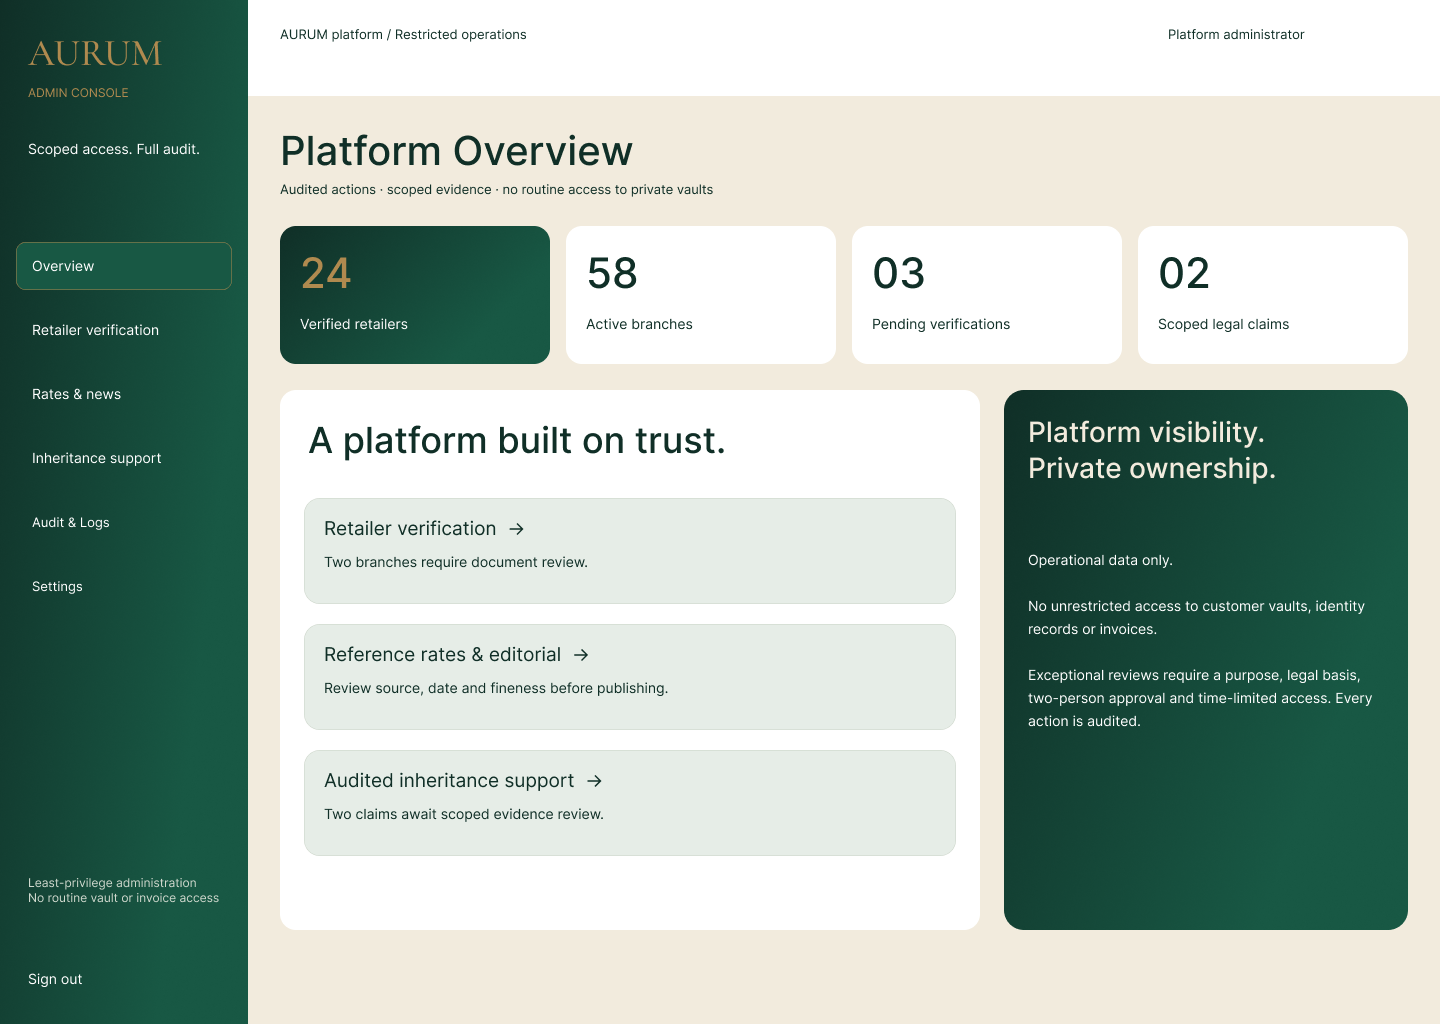 AURUM
ADMIN CONSOLE
Scoped access. Full audit.
Overview
Retailer verification
Rates & news
Inheritance support
Audit & Logs
Settings
Least-privilege administration
No routine vault or invoice access
Sign out
AURUM platform / Restricted operations
Platform administrator
Platform Overview
Audited actions · scoped evidence · no routine access to private vaults
24
Verified retailers
58
Active branches
03
Pending verifications
02
Scoped legal claims
A platform built on trust.
Retailer verification →
Two branches require document review.
Reference rates & editorial →
Review source, date and fineness before publishing.
Audited inheritance support →
Two claims await scoped evidence review.
Platform visibility.
Private ownership.
Operational data only.
No unrestricted access to customer vaults, identity
records or invoices.
Exceptional reviews require a purpose, legal basis,
two-person approval and time-limited access. Every
action is audited.